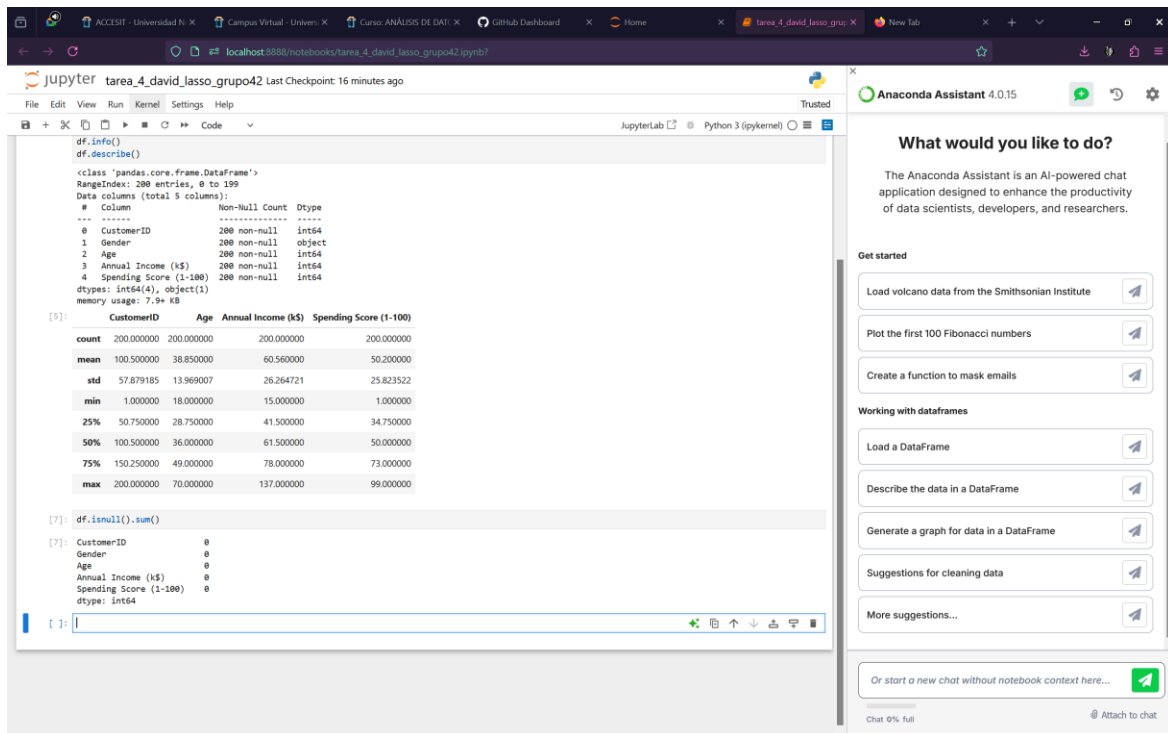 ACCESIT - Universidad N
Campus Virtual - Univers
Curso: ANÁLISIS DE DATO
GitHub Dashboard
Home
tarea_4_david_lasso_grup
New Tab
localhost:8888/notebooks/tarea_4_david_lasso_grupo42.ipynb?
jupyter tarea_4_david_lasso_grupo42 Last Checkpoint: 16 minutes ago
File Edit View Run Kernel Settings Help Trusted
Code JupyterLab Python 3 (ipykernel)
df.info()
df.describe()
<class 'pandas.core.frame.DataFrame'>
RangeIndex: 200 entries, 0 to 199
Data columns (total 5 columns):
# Column Non-Null Count Dtype
--- ------ -------------- -----
0 CustomerID 200 non-null int64
1 Gender 200 non-null object
2 Age 200 non-null int64
3 Annual Income (k$) 200 non-null int64
4 Spending Score (1-100) 200 non-null int64
dtypes: int64(4), object(1)
memory usage: 7.9+ KB
[5]: CustomerID Age Annual Income (k$) Spending Score (1-100)
count 200.000000 200.000000 200.000000 200.000000
mean 100.500000 38.850000 60.560000 50.200000
std 57.879185 13.969007 26.264721 25.823522
min 1.000000 18.000000 15.000000 1.000000
25% 50.750000 28.750000 41.500000 34.750000
50% 100.500000 36.000000 61.500000 50.000000
75% 150.250000 49.000000 78.000000 73.000000
max 200.000000 70.000000 137.000000 99.000000
[7]: df.isnull().sum()
[7]: CustomerID 0
Gender 0
Age 0
Annual Income (k$) 0
Spending Score (1-100) 0
dtype: int64
[ ]:
Anaconda Assistant 4.0.15
What would you like to do?
The Anaconda Assistant is an AI-powered chat
application designed to enhance the productivity
of data scientists, developers, and researchers.
Get started
Load volcano data from the Smithsonian Institute
Plot the first 100 Fibonacci numbers
Create a function to mask emails
Working with dataframes
Load a DataFrame
Describe the data in a DataFrame
Generate a graph for data in a DataFrame
Suggestions for cleaning data
More suggestions...
Or start a new chat without notebook context here...
Chat 0% full
Attach to chat